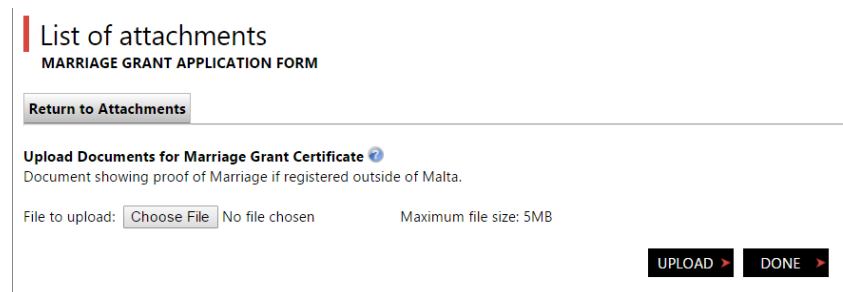 List of attachments
MARRIAGE GRANT APPLICATION FORM
Return to Attachments
Upload Documents for Marriage Grant Certificate ?
Document showing proof of Marriage if registered outside of Malta.
File to upload: Choose File No file chosen Maximum file size: 5MB
UPLOAD DONE